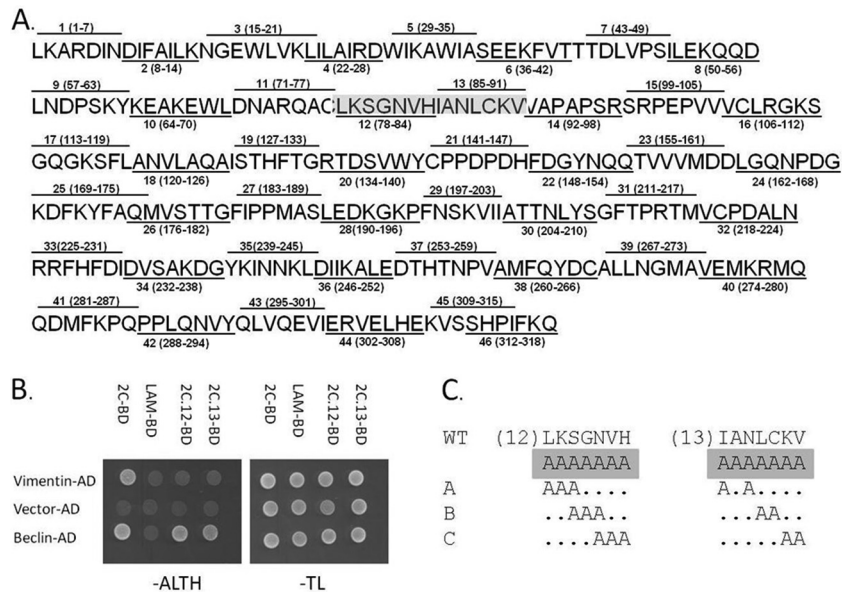 A.
1 (1-7) 3 (15-21) 5 (29-35) 7 (43-49)
LKARDINDIFAILKNGEWLVKLILAIRDWIKAWIASEEKFVTTTDLVPSILEKQQD
2 (8-14) 4 (22-28) 6 (36-42) 8 (50-56)
9 (57-63) 11 (71-77) 13 (85-91) 15(99-105)
LNDPSKYKEAKEWLDNARQACLKSGNVHIANLCKVVAPAPSRSRPEPVVVCLRGKS
10 (64-70) 12 (78-84) 14 (92-98) 16 (106-112)
17 (113-119) 19 (127-133) 21 (141-147) 23 (155-161)
GQGKSFLANVLAQAISTHFTGRTDSVWYCPPDPDHFDGYNQQTVVVMDDLGQNPDG
18 (120-126) 20 (134-140) 22 (148-154) 24 (162-168)
25 (169-175) 27 (183-189) 29 (197-203) 31 (211-217)
KDFKYFAQMVSTTGFIPPMASLEDKGKPFNSKVIIATTNLYSGFTPRTMVCPDALN
26 (176-182) 28(190-196) 30 (204-210) 32 (218-224)
33(225-231) 35(239-245) 37 (253-259) 39 (267-273)
RRFHFDIDVSAKDGYKINNKLDIIKALEDTHTNPVAMFQYDCALLNGMAVEMKRMQ
34 (232-238) 36 (246-252) 38 (260-266) 40 (274-280)
41 (281-287) 43 (295-301) 45 (309-315)
QDMFKPQPPLQNVYQLVQEVIERVELHEKVSSHPIFKQ
42 (288-294) 44 (302-308) 46 (312-318)
B.
2C-BD LAM-BD 2C.12-BD 2C.13-BD 2C-BD LAM-BD 2C.12-BD 2C.13-BD
Vimentin-AD
Vector-AD
Beclin-AD
-ALTH -TL
C.
WT (12)LKSGNVH (13)IANLCKV
AAAAAAA AAAAAAA
A AAA.... A.A....
B ..AAA.. ...AA..
C ....AAA .....AA